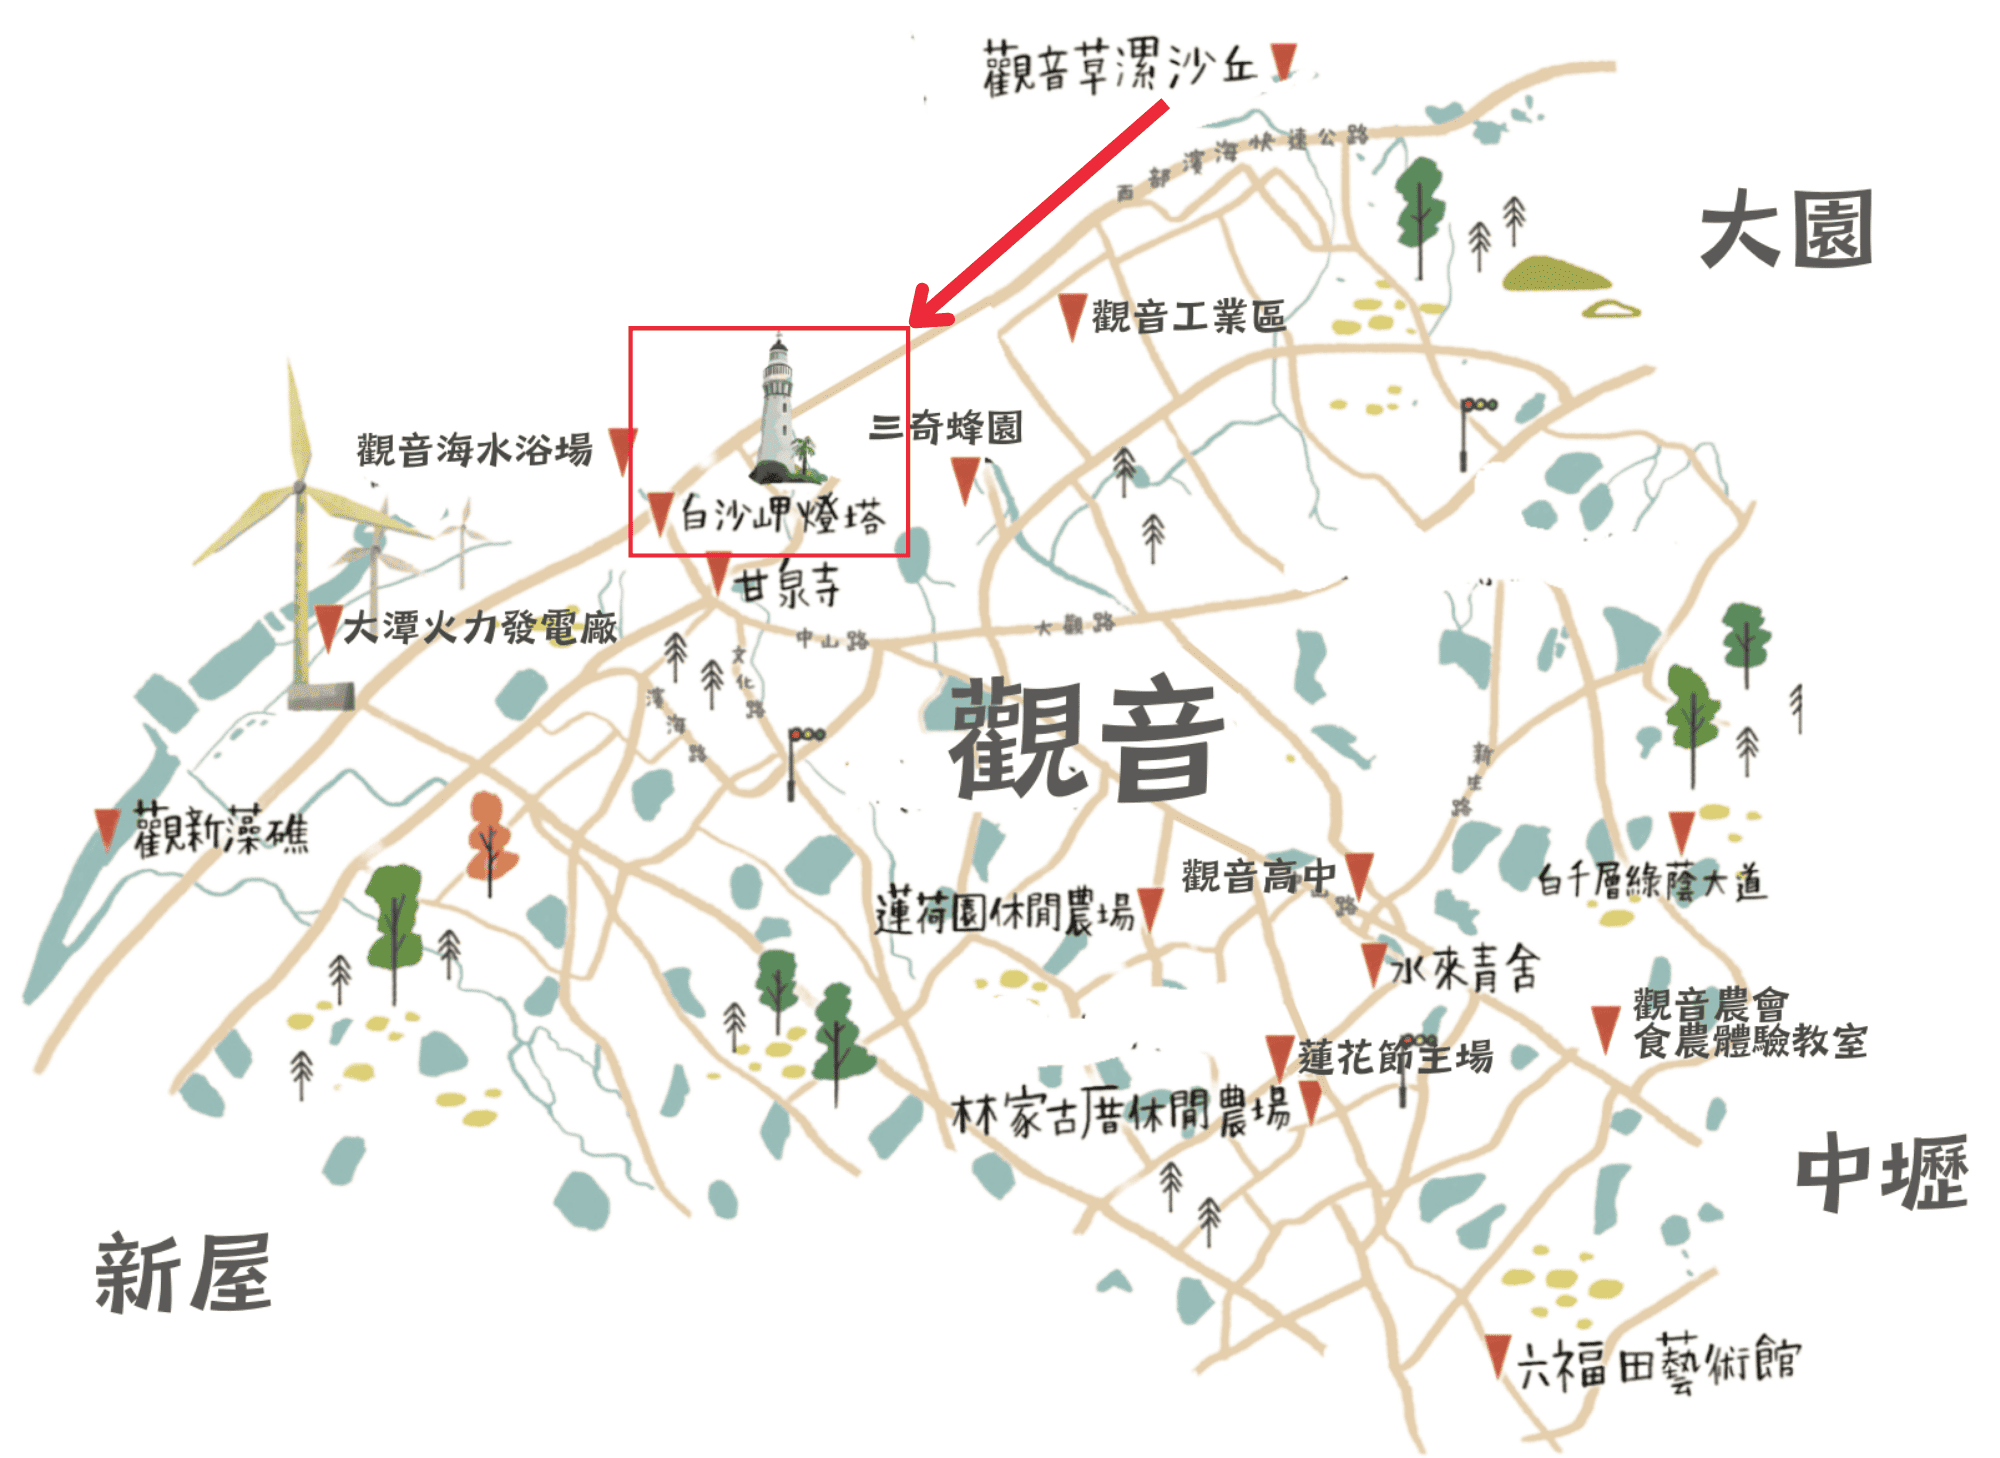 觀音草漯沙丘
西部濱海快速公路
大園
觀音工業區
三奇蜂園
觀音海水浴場
白沙岬燈塔
甘泉寺
大潭火力發電廠
中山路
大觀路
文化路
濱海路
觀音
新生路
觀新藻礁
觀音高中
白千層綠蔭大道
蓮荷園休閒農場
山路
水來青舍
觀音農會
食農體驗教室
蓮花節主場
林家古厝休閒農場
中壢
新屋
六福田藝術館